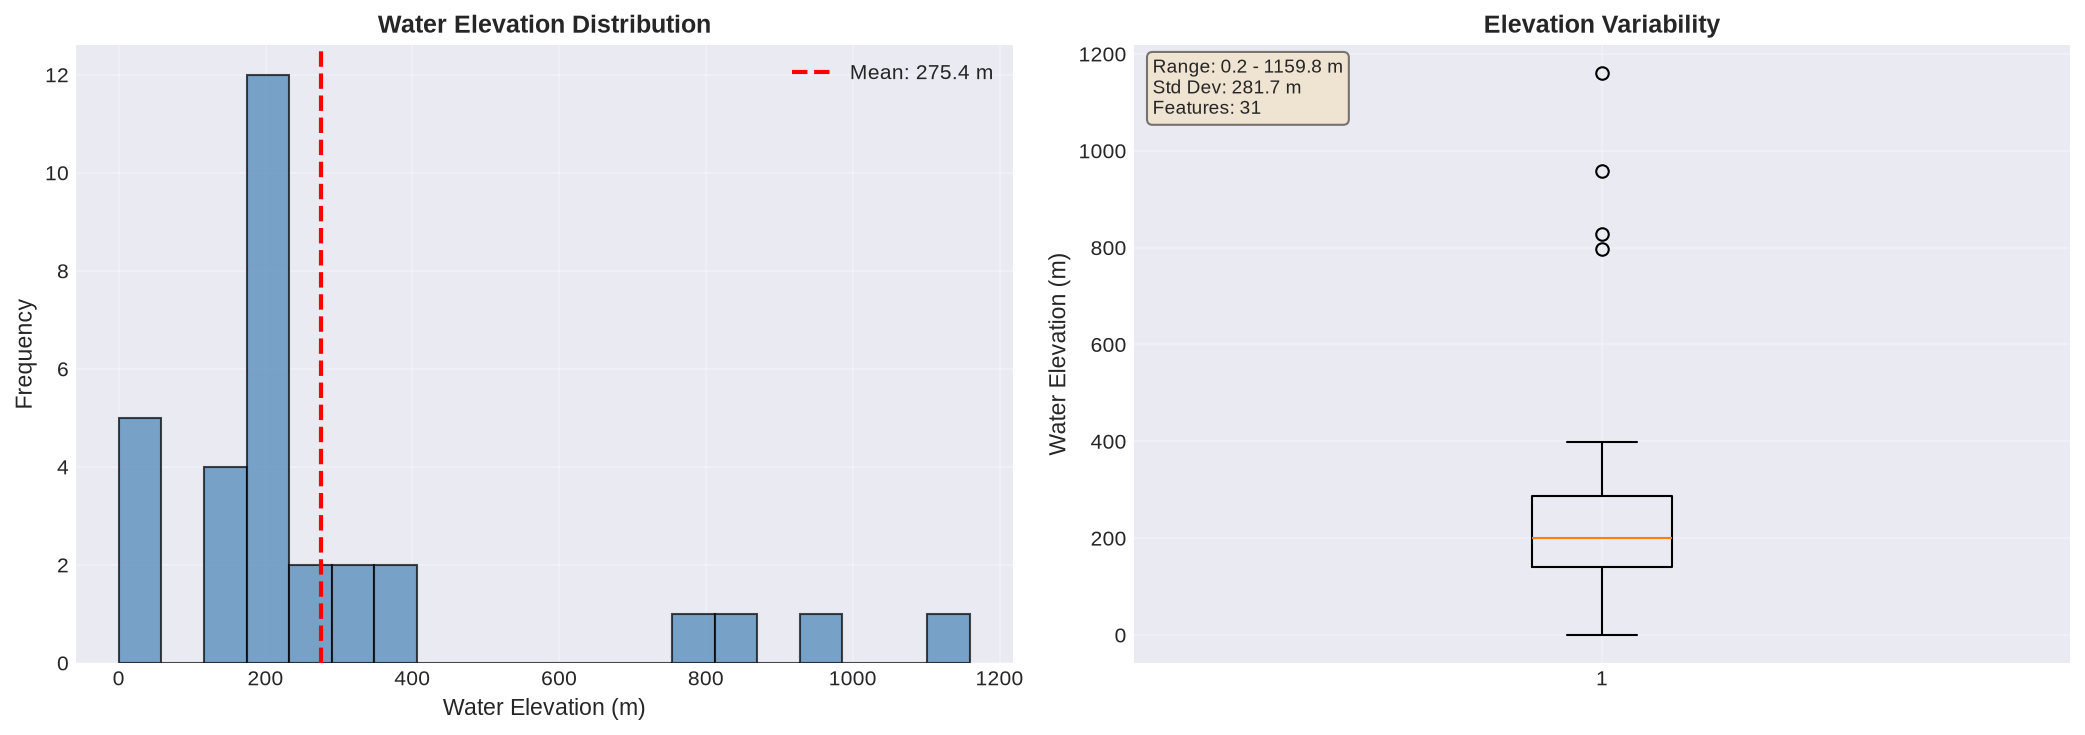 Water Elevation Distribution
Mean: 275.4 m
12
10
8
6
4
2
0
Frequency
0 200 400 600 800 1000 1200
Water Elevation (m)
Elevation Variability
Range: 0.2 - 1159.8 m
Std Dev: 281.7 m
Features: 31
1200
1000
800
600
400
200
0
Water Elevation (m)
1